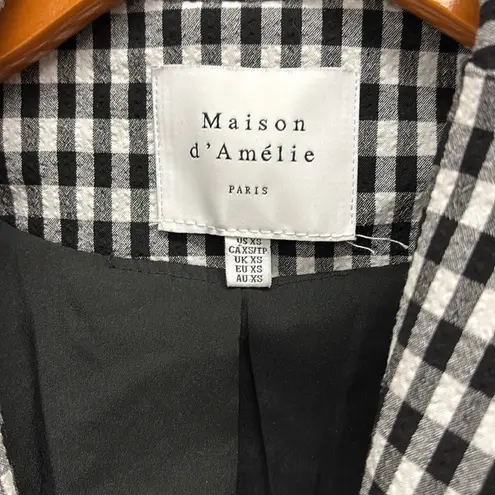 Maison
d'Amélie
PARIS
US XS
CA XS/TP
UK XS
EU XS
AU XS